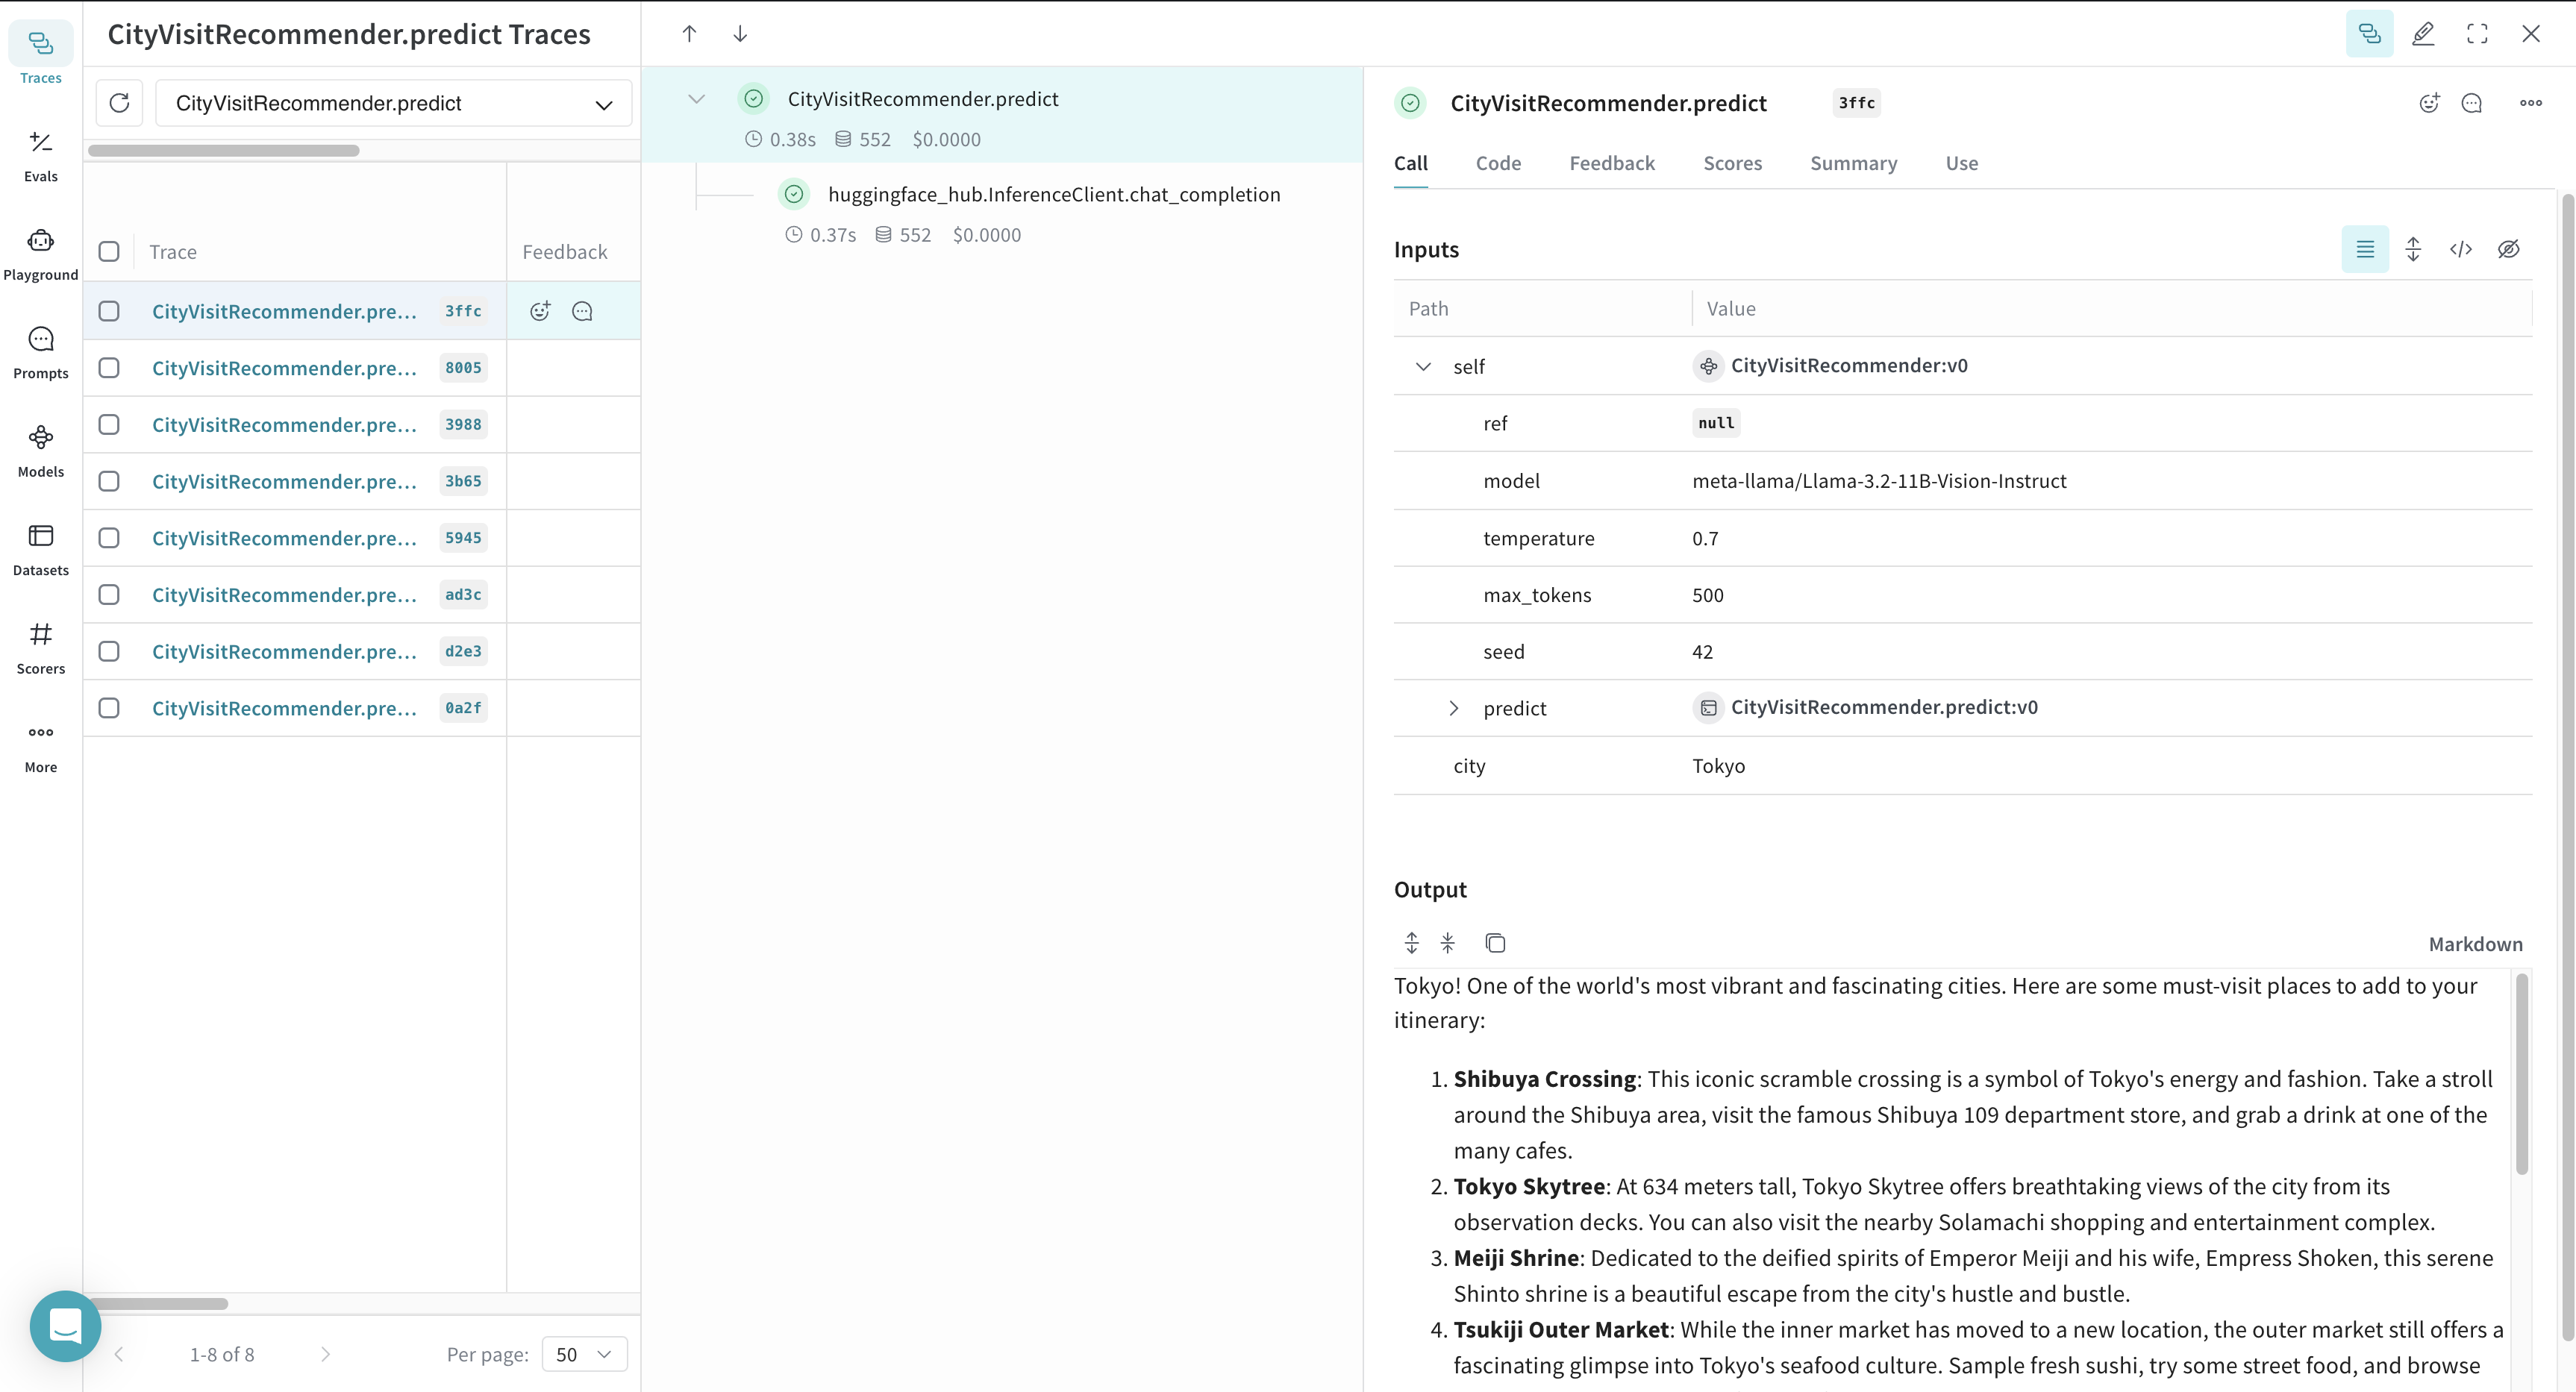 Traces
Evals
Playground
Prompts
Models
Datasets
Scorers
More
CityVisitRecommender.predict Traces
CityVisitRecommender.predict
Trace Feedback
CityVisitRecommender.pre... 3ffc
CityVisitRecommender.pre... 8005
CityVisitRecommender.pre... 3988
CityVisitRecommender.pre... 3b65
CityVisitRecommender.pre... 5945
CityVisitRecommender.pre... ad3c
CityVisitRecommender.pre... d2e3
CityVisitRecommender.pre... 0a2f
1-8 of 8 Per page: 50
CityVisitRecommender.predict
0.38s 552 $0.0000
huggingface_hub.InferenceClient.chat_completion
0.37s 552 $0.0000
CityVisitRecommender.predict 3ffc
Call Code Feedback Scores Summary Use
Inputs
Path Value
self CityVisitRecommender:v0
ref null
model meta-llama/Llama-3.2-11B-Vision-Instruct
temperature 0.7
max_tokens 500
seed 42
predict CityVisitRecommender.predict:v0
city Tokyo
Output
Markdown
Tokyo! One of the world's most vibrant and fascinating cities. Here are some must-visit places to add to your
itinerary:
1. Shibuya Crossing: This iconic scramble crossing is a symbol of Tokyo's energy and fashion. Take a stroll
around the Shibuya area, visit the famous Shibuya 109 department store, and grab a drink at one of the
many cafes.
2. Tokyo Skytree: At 634 meters tall, Tokyo Skytree offers breathtaking views of the city from its
observation decks. You can also visit the nearby Solamachi shopping and entertainment complex.
3. Meiji Shrine: Dedicated to the deified spirits of Emperor Meiji and his wife, Empress Shoken, this serene
Shinto shrine is a beautiful escape from the city's hustle and bustle.
4. Tsukiji Outer Market: While the inner market has moved to a new location, the outer market still offers a
fascinating glimpse into Tokyo's seafood culture. Sample fresh sushi, try some street food, and browse